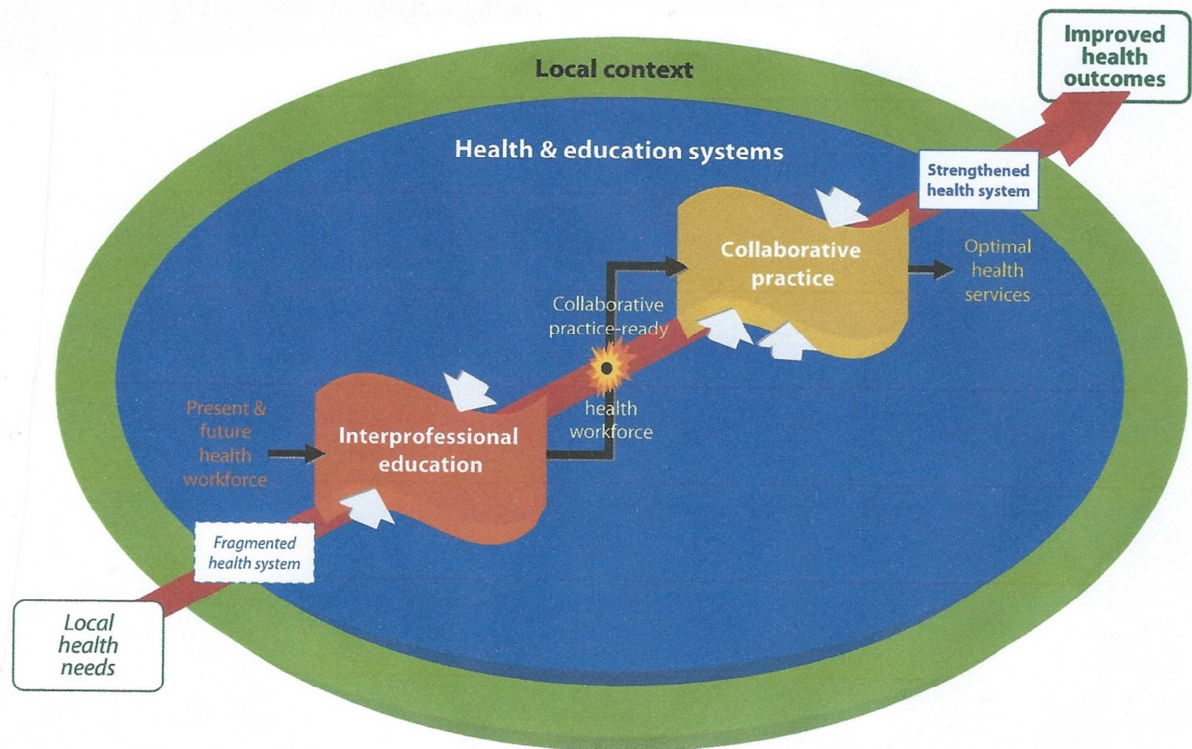 Improved
health
outcomes
Local context
Health & education systems
Strengthened
health system
Collaborative
practice
Optimal
health
services
Collaborative
practice-ready
health
workforce
Present &
future
health
workforce
Interprofessional
education
Fragmented
health system
Local
health
needs